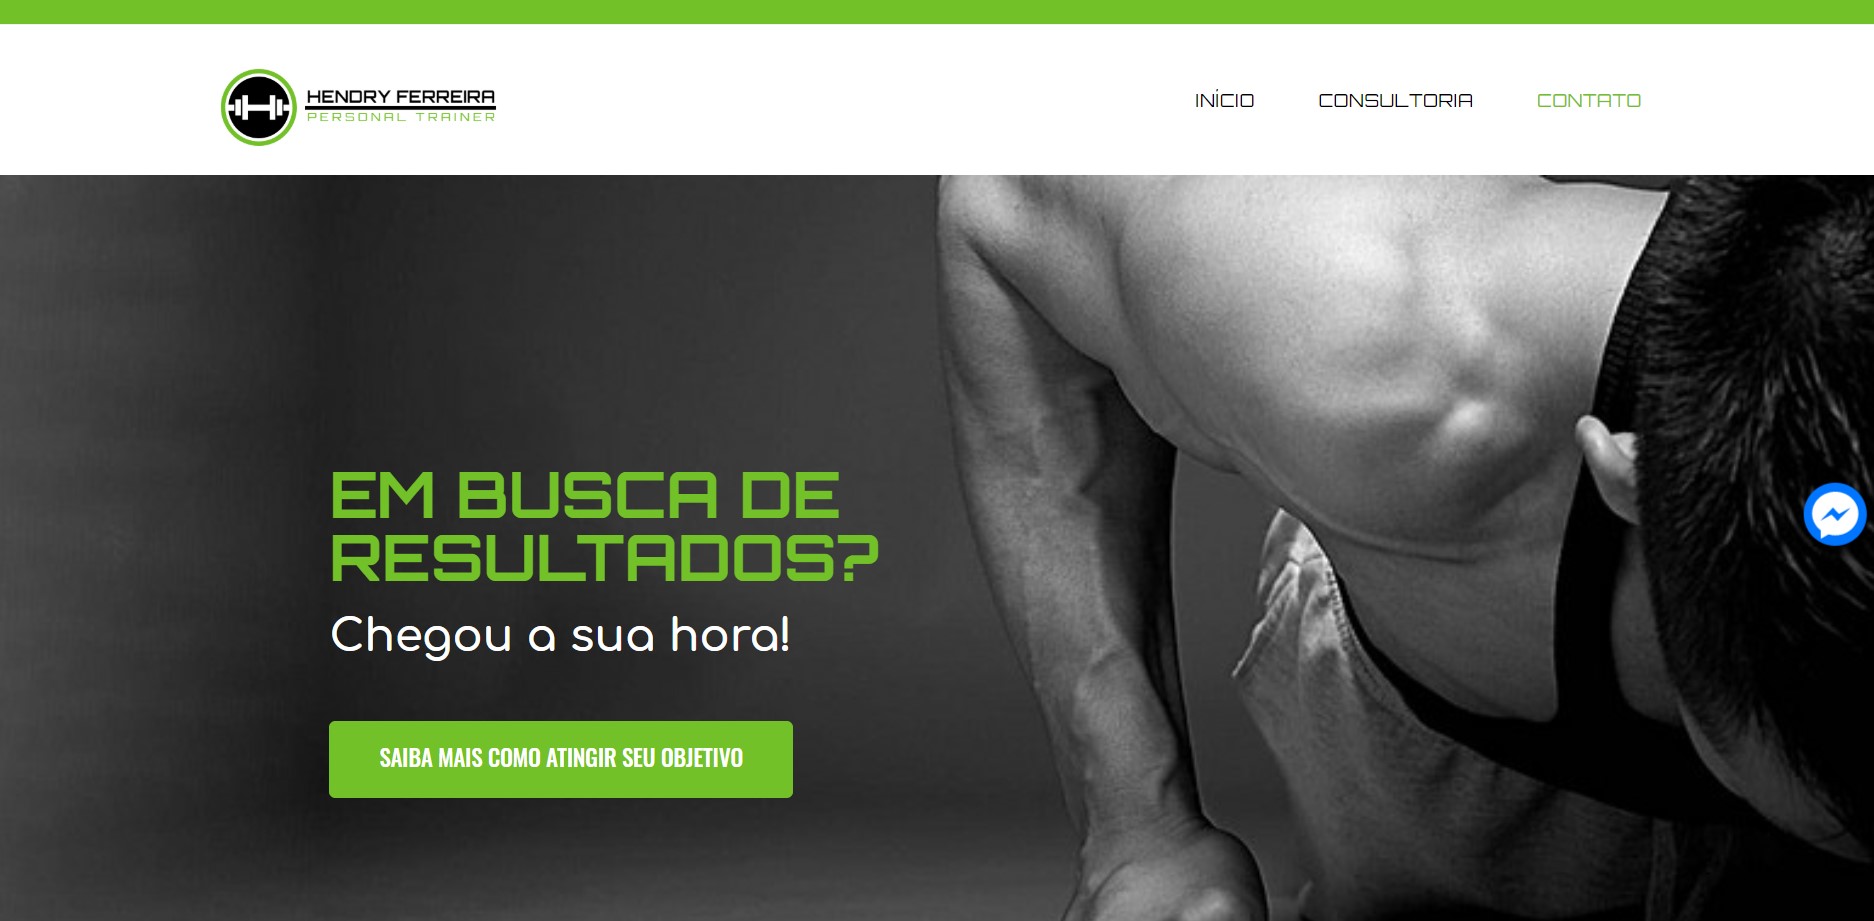 HENDRY FERREIRA
PERSONAL TRAINER
INÍCIO
CONSULTORIA
CONTATO
EM BUSCA DE
RESULTADOS?
Chegou a sua hora!
SAIBA MAIS COMO ATINGIR SEU OBJETIVO